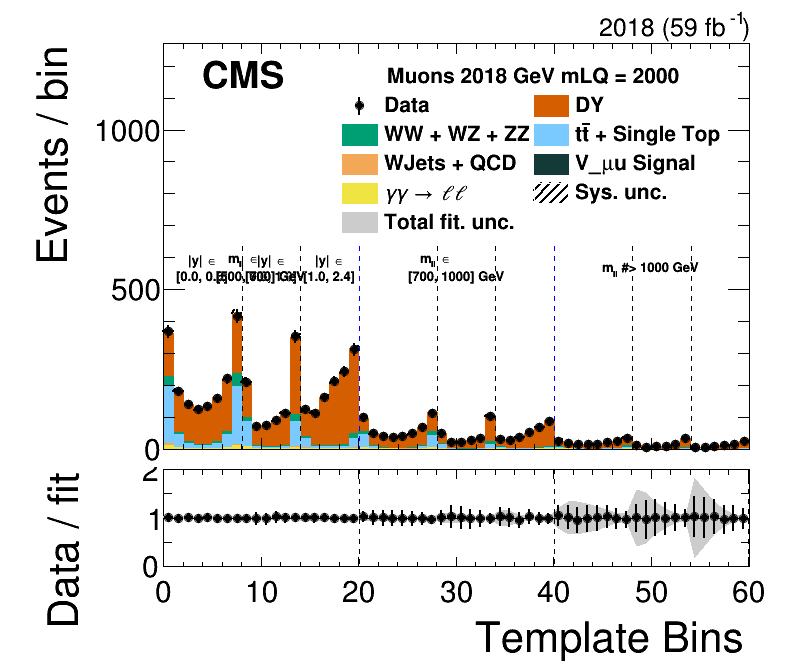 2018 (59 fb-1)
CMS
Muons 2018 GeV mLQ = 2000
Data
DY
WW + WZ + ZZ
tt̄ + Single Top
WJets + QCD
V_μu Signal
γγ → ℓℓ
Sys. unc.
Total fit. unc.
Events / bin
1000
500
0
|y| ∈
mll ∈
|y| ∈
|y| ∈
[1.0, 2.4]
mll ∈
[700, 1000] GeV
mll #> 1000 GeV
Data / fit
2
1
0
0 10 20 30 40 50 60
Template Bins